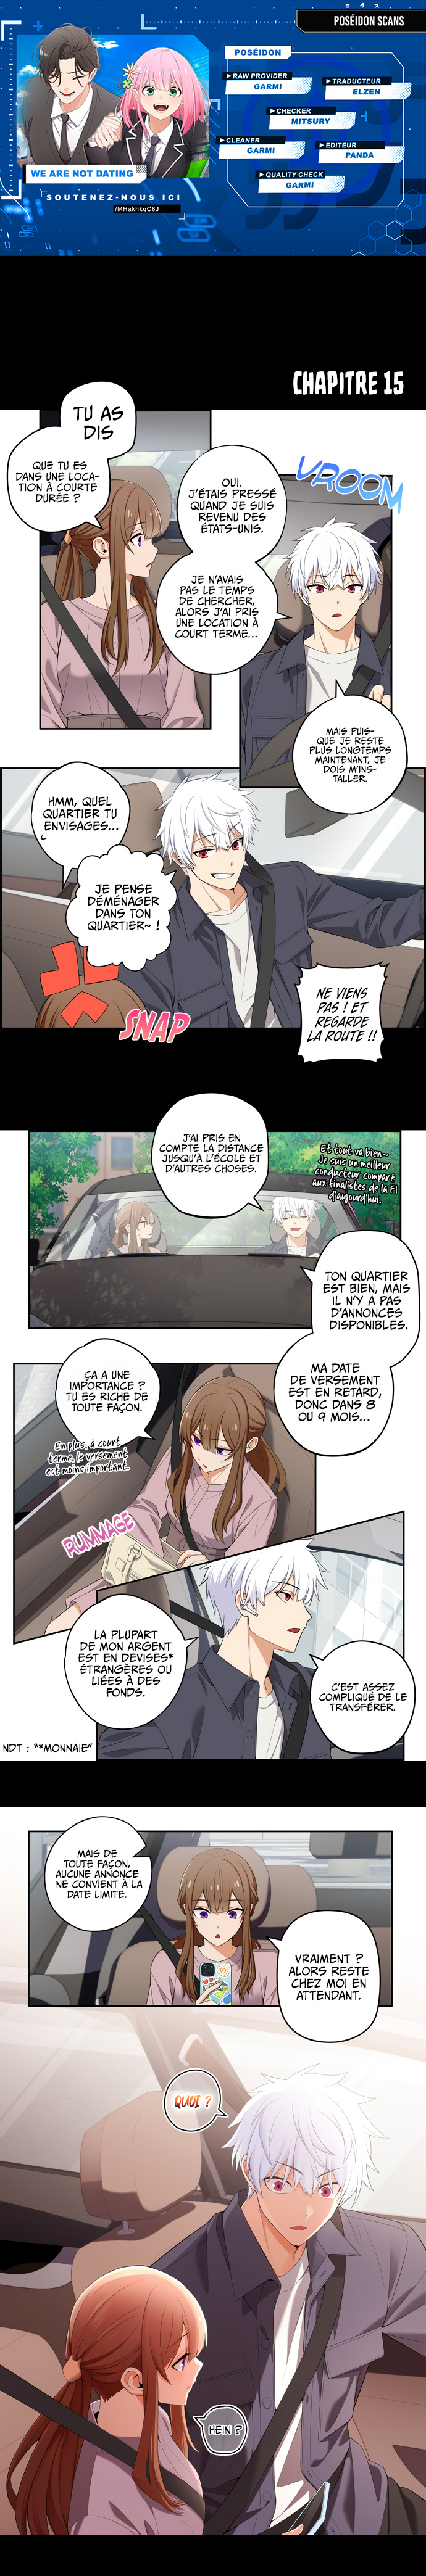 ミイス
POSÉIDON SCANS
POSÉIDON
▶RAW PROVIDER
GARMI
▶TRADUCTEUR
ELZEN
▶CHECKER
MITSURY
▶CLEANER
GARMI
▶EDITEUR
PANDA
▶QUALITY CHECK
GARMI
WE ARE NOT DATING
SOUTENEZ-NOUS ICI
/MHakhkqC8J
CHAPITRE 15
TU AS
DIS
QUE TU ES
DANS UNE LOCA-
TION À COURTE
DURÉE ?
OUI.
J'ÉTAIS PRESSÉ
QUAND JE SUIS
REVENU DES
ÉTATS-UNIS.
VROOM
JE N'AVAIS
PAS LE TEMPS
DE CHERCHER,
ALORS J'AI PRIS
UNE LOCATION À
COURT TERME...
MAIS PUIS-
QUE JE RESTE
PLUS LONGTEMPS
MAINTENANT, JE
DOIS M'INS-
TALLER.
HMM, QUEL
QUARTIER TU
ENVISAGES...
JE PENSE
DÉMÉNAGER
DANS TON
QUARTIER~ !
SNAP
NE VIENS
PAS ! ET
REGARDE
LA ROUTE !!
J'AI PRIS EN
COMPTE LA DISTANCE
JUSQU'À L'ÉCOLE ET
D'AUTRES CHOSES.
Et tout va bien~
Je suis un meilleur
conducteur comparé
aux finalistes de la F1
d'aujourd'hui.
TON QUARTIER
EST BIEN, MAIS
IL N'Y A PAS
D'ANNONCES
DISPONIBLES.
MA DATE
DE VERSEMENT
EST EN RETARD,
DONC DANS 8
OU 9 MOIS...
ÇA A UNE
IMPORTANCE ?
TU ES RICHE DE
TOUTE FAÇON.
En plus, à court
terme, le versement
est moins important.
RUMMAGE
LA PLUPART
DE MON ARGENT
EST EN DEVISES*
ÉTRANGÈRES OU
LIÉES À DES
FONDS.
C'EST ASSEZ
COMPLIQUÉ DE LE
TRANSFÉRER.
NDT : "*MONNAIE"
MAIS DE
TOUTE FAÇON,
AUCUNE ANNONCE
NE CONVIENT À LA
DATE LIMITE.
VRAIMENT ?
ALORS RESTE
CHEZ MOI EN
ATTENDANT.
QUOI ?
HEIN ?